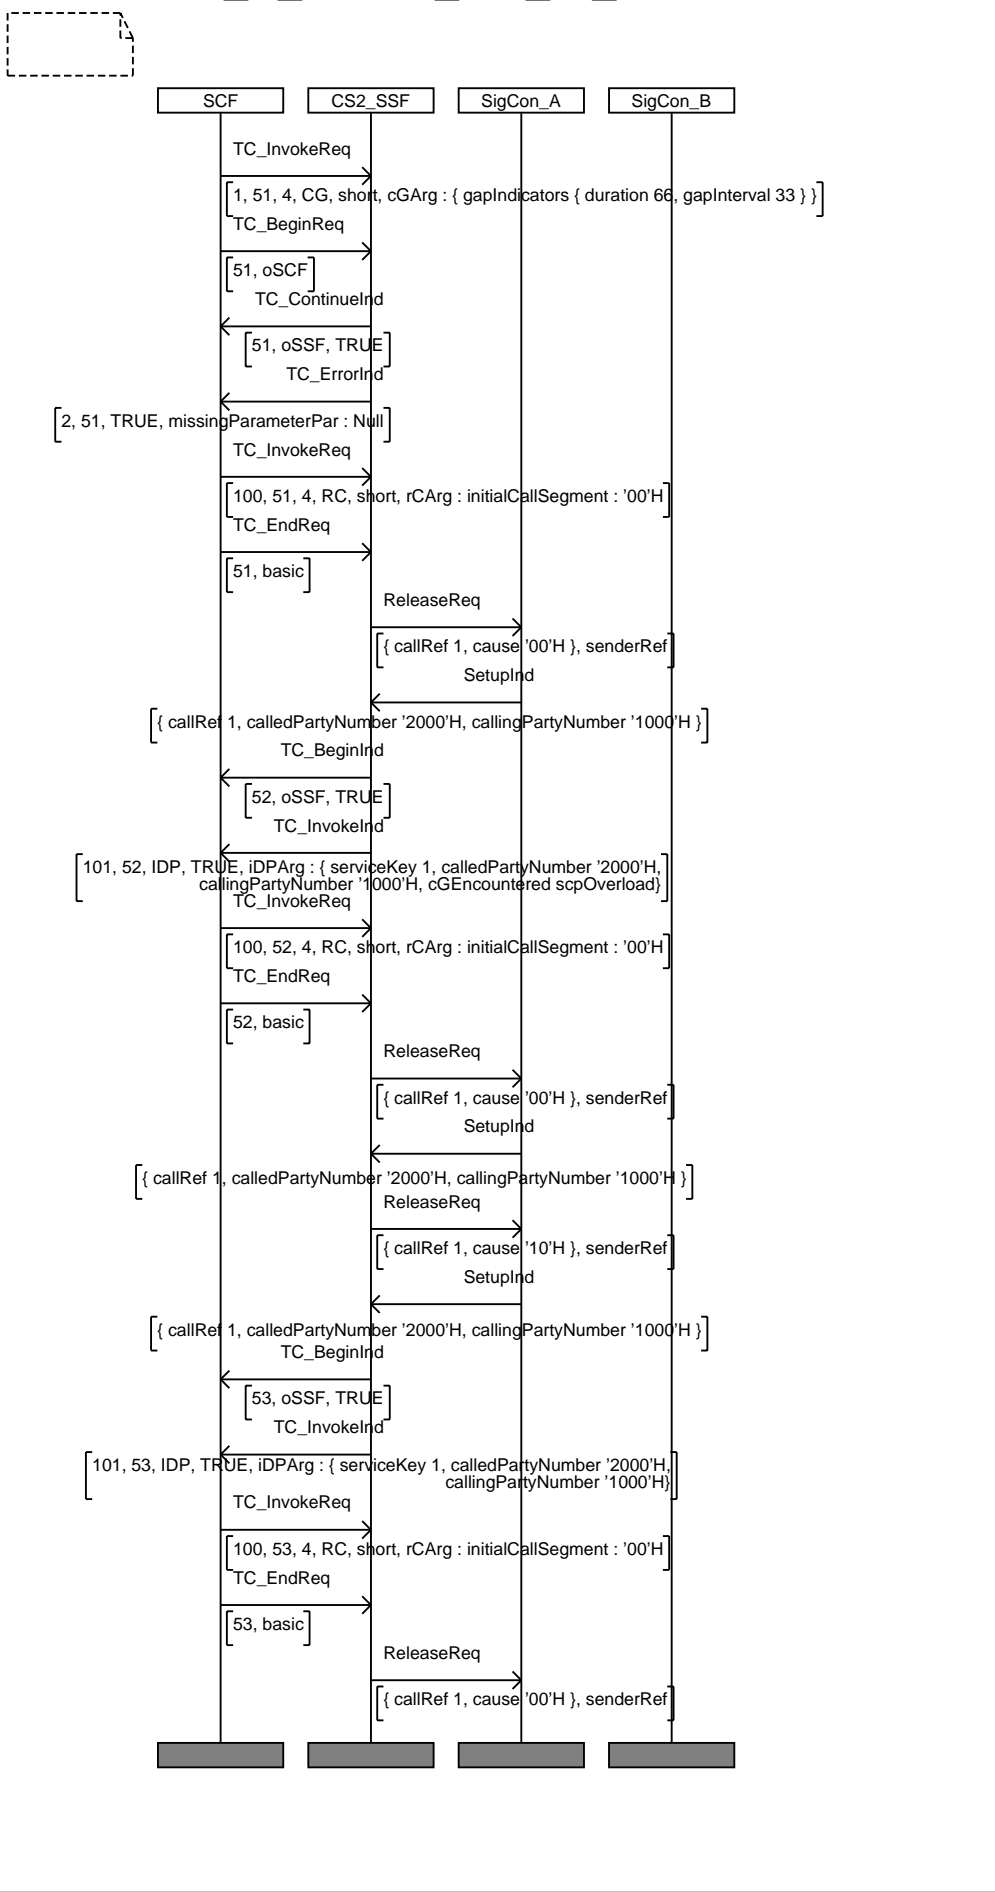 SCF CS2_SSF SigCon_A SigCon_B
TC_InvokeReq
1, 51, 4, CG, short, cGArg : { gapIndicators { duration 66, gapInterval 33 } }
TC_BeginReq
51, oSCF
TC_ContinueInd
51, oSSF, TRUE
TC_ErrorInd
2, 51, TRUE, missingParameterPar : Null
TC_InvokeReq
100, 51, 4, RC, short, rCArg : initialCallSegment : ’00’H
TC_EndReq
51, basic
ReleaseReq
{ callRef 1, cause ’00’H }, senderRef
SetupInd
{ callRef 1, calledPartyNumber ’2000’H, callingPartyNumber ’1000’H }
TC_BeginInd
52, oSSF, TRUE
TC_InvokeInd
101, 52, IDP, TRUE, iDPArg : { serviceKey 1, calledPartyNumber ’2000’H,
callingPartyNumber ’1000’H, cGEncountered scpOverload}
TC_InvokeReq
100, 52, 4, RC, short, rCArg : initialCallSegment : ’00’H
TC_EndReq
52, basic
ReleaseReq
{ callRef 1, cause ’00’H }, senderRef
SetupInd
{ callRef 1, calledPartyNumber ’2000’H, callingPartyNumber ’1000’H }
ReleaseReq
{ callRef 1, cause ’10’H }, senderRef
SetupInd
{ callRef 1, calledPartyNumber ’2000’H, callingPartyNumber ’1000’H }
TC_BeginInd
53, oSSF, TRUE
TC_InvokeInd
101, 53, IDP, TRUE, iDPArg : { serviceKey 1, calledPartyNumber ’2000’H,
callingPartyNumber ’1000’H}
TC_InvokeReq
100, 53, 4, RC, short, rCArg : initialCallSegment : ’00’H
TC_EndReq
53, basic
ReleaseReq
{ callRef 1, cause ’00’H }, senderRef